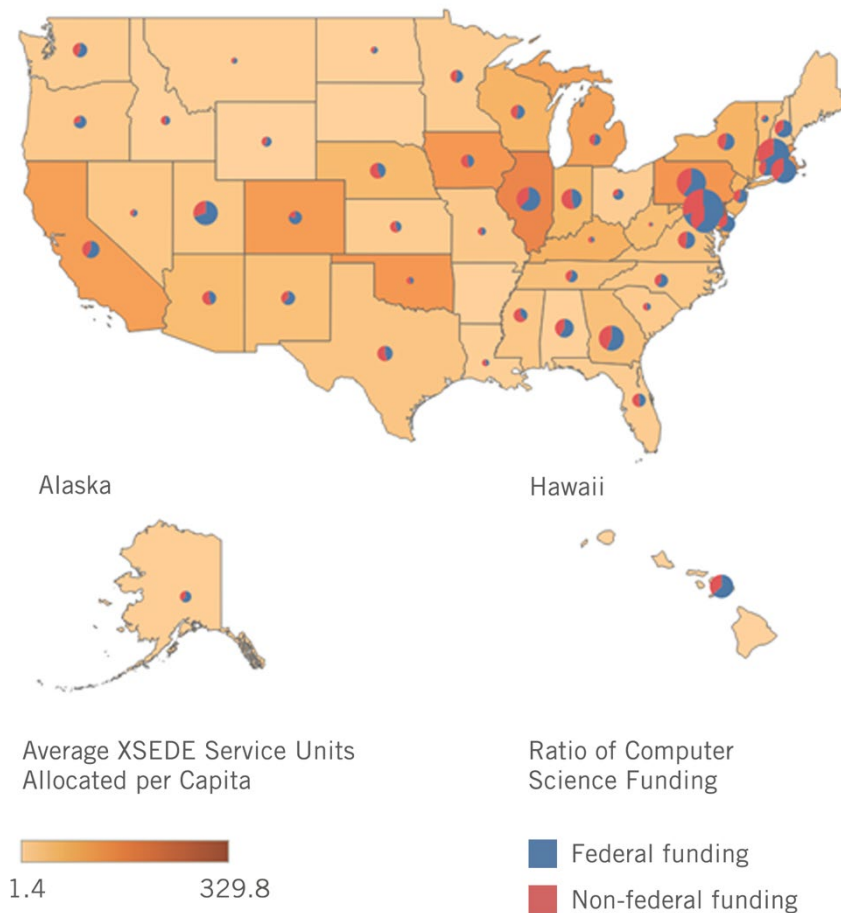 Alaska
Hawaii
Average XSEDE Service Units
Allocated per Capita
1.4
329.8
Ratio of Computer
Science Funding
Federal funding
Non-federal funding